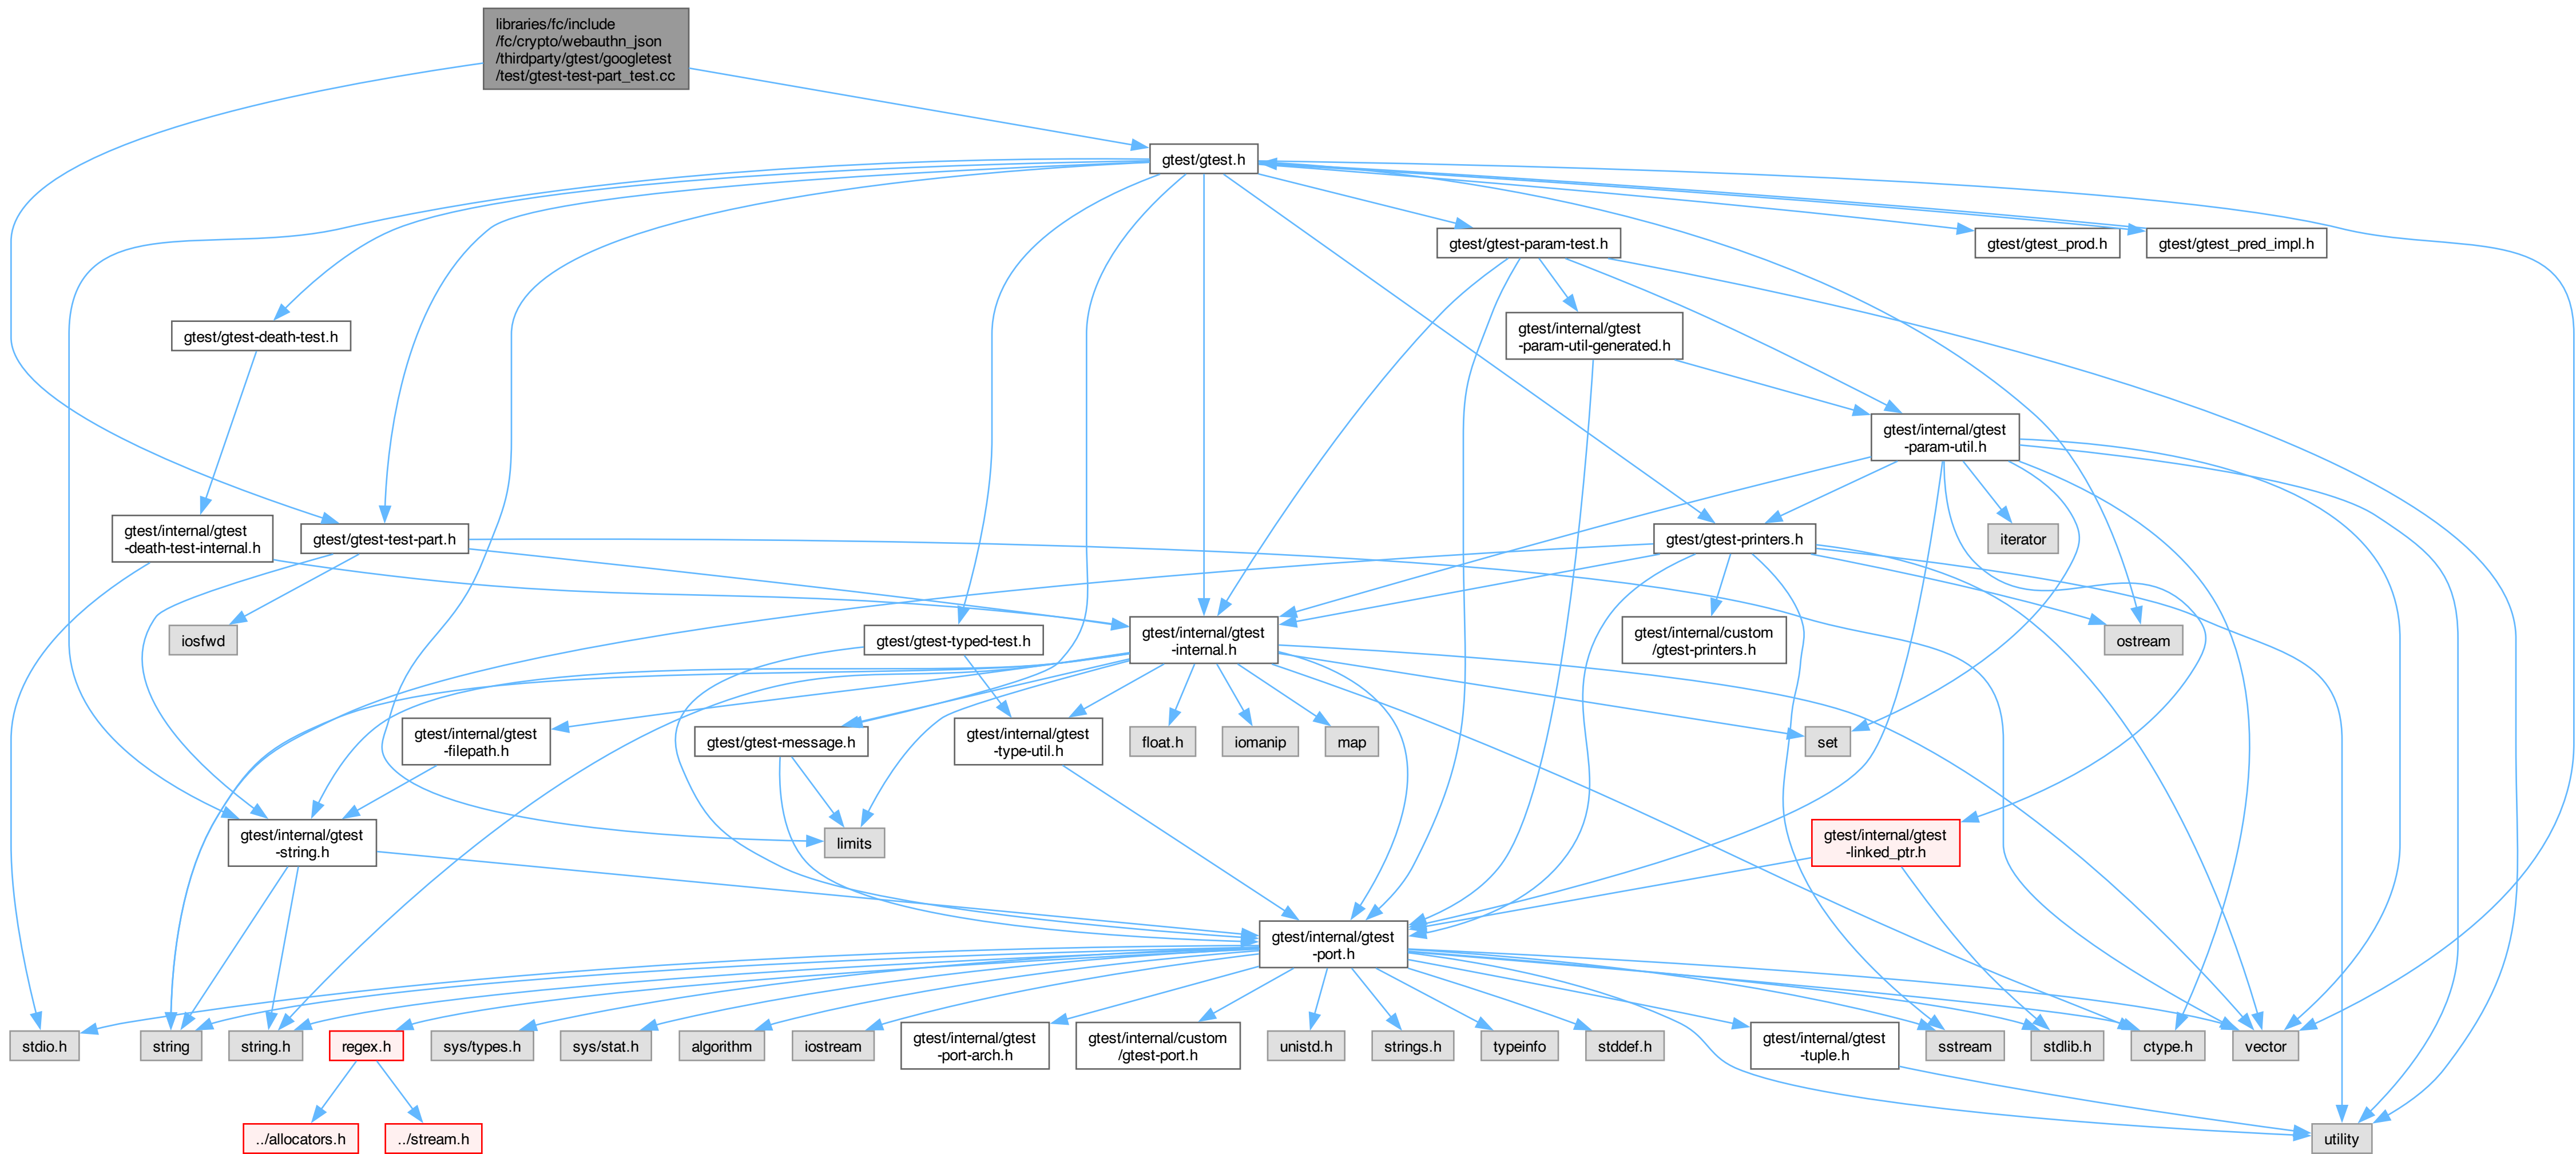 libraries/fc/include
/fc/crypto/webauthn_json
/thirdparty/gtest/googletest
/test/gtest-test-part_test.cc
gtest/gtest.h
gtest/gtest-param-test.h
gtest/gtest_prod.h
gtest/gtest_pred_impl.h
gtest/gtest-death-test.h
gtest/internal/gtest
-param-util-generated.h
gtest/internal/gtest
-param-util.h
gtest/internal/gtest
-death-test-internal.h
gtest/gtest-test-part.h
gtest/gtest-printers.h
iterator
iosfwd
gtest/gtest-typed-test.h
gtest/internal/gtest
-internal.h
gtest/internal/custom
/gtest-printers.h
ostream
gtest/internal/gtest
-filepath.h
gtest/gtest-message.h
gtest/internal/gtest
-type-util.h
float.h
iomanip
map
set
gtest/internal/gtest
-string.h
limits
gtest/internal/gtest
-linked_ptr.h
gtest/internal/gtest
-port.h
stdio.h
string
string.h
regex.h
sys/types.h
sys/stat.h
algorithm
iostream
gtest/internal/gtest
-port-arch.h
gtest/internal/custom
/gtest-port.h
unistd.h
strings.h
typeinfo
stddef.h
gtest/internal/gtest
-tuple.h
sstream
stdlib.h
ctype.h
vector
../allocators.h
../stream.h
utility